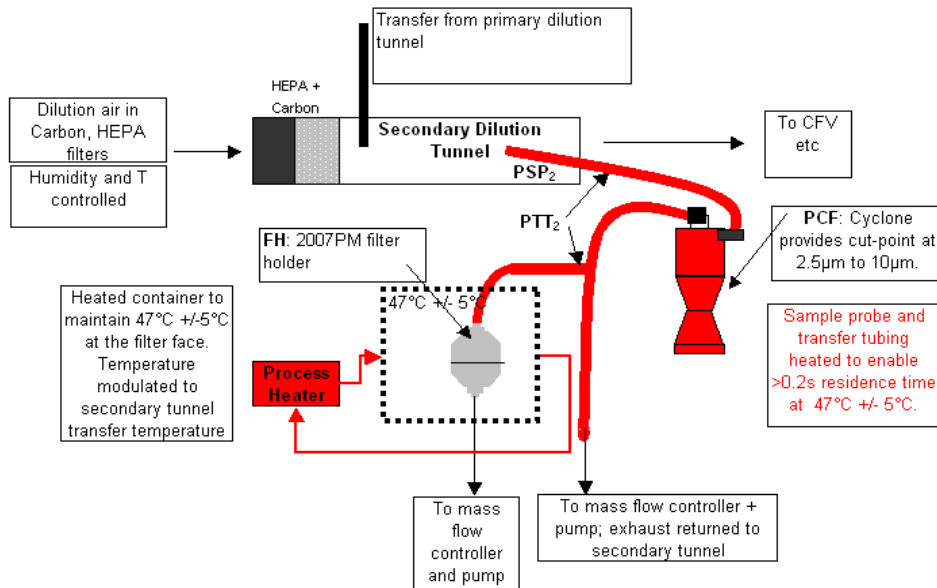 Transfer from primary dilution
tunnel
HEPA +
Carbon
Dilution air in
Carbon, HEPA
filters
Humidity and T
controlled
Secondary Dilution
Tunnel
PSP2
To CFV
etc
PTT2
PCF: Cyclone
provides cut-point at
2.5µm to 10µm.
FH: 2007PM filter
holder
47°C +/- 5°C
Heated container to
maintain 47°C +/-5°C
at the filter face.
Temperature
modulated to
secondary tunnel
transfer temperature
Process
Heater
Sample probe and
transfer tubing
heated to enable
>0.2s residence time
at 47°C +/- 5°C.
To mass
flow
controller
and pump
To mass flow controller +
pump; exhaust returned to
secondary tunnel